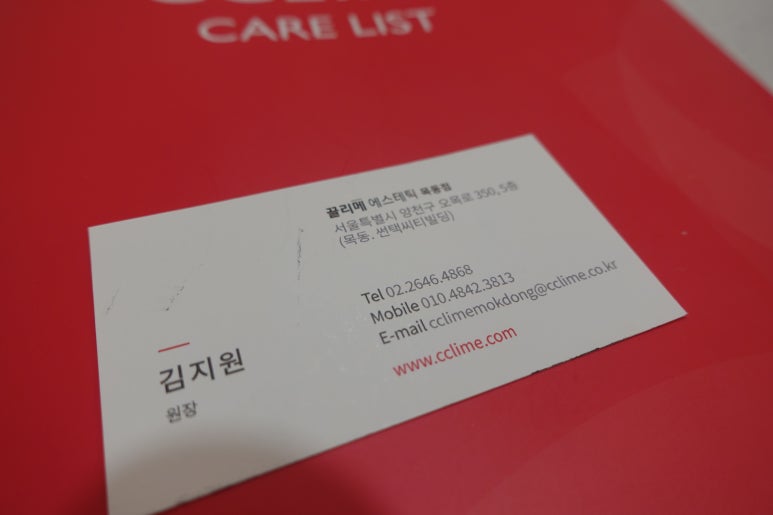 CARE LIST
끌리메 에스테틱 목동점
서울특별시 양천구 오목로 350, 5층
(목동. 썬택씨티빌딩)
Tel 02.2646.4868
Mobile 010.4842.3813
E-mail cclimemokdong@cclime.co.kr
www.cclime.com
김지원
원장